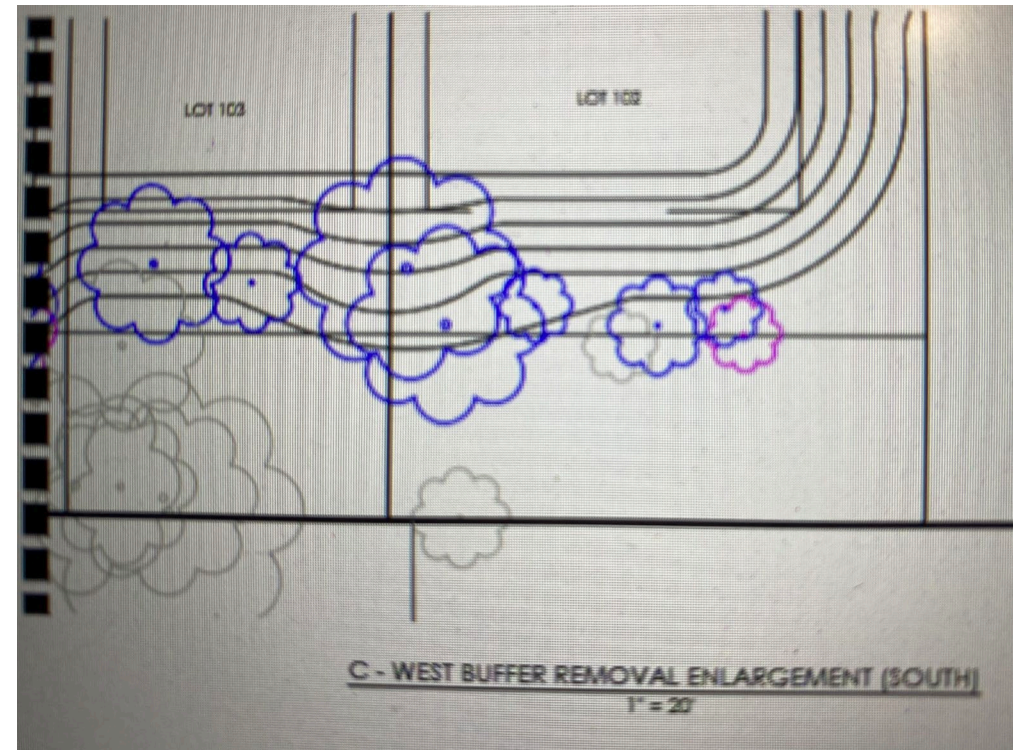 LOT 103
LOT 102
C - WEST BUFFER REMOVAL ENLARGEMENT (SOUTH)
1" = 20'